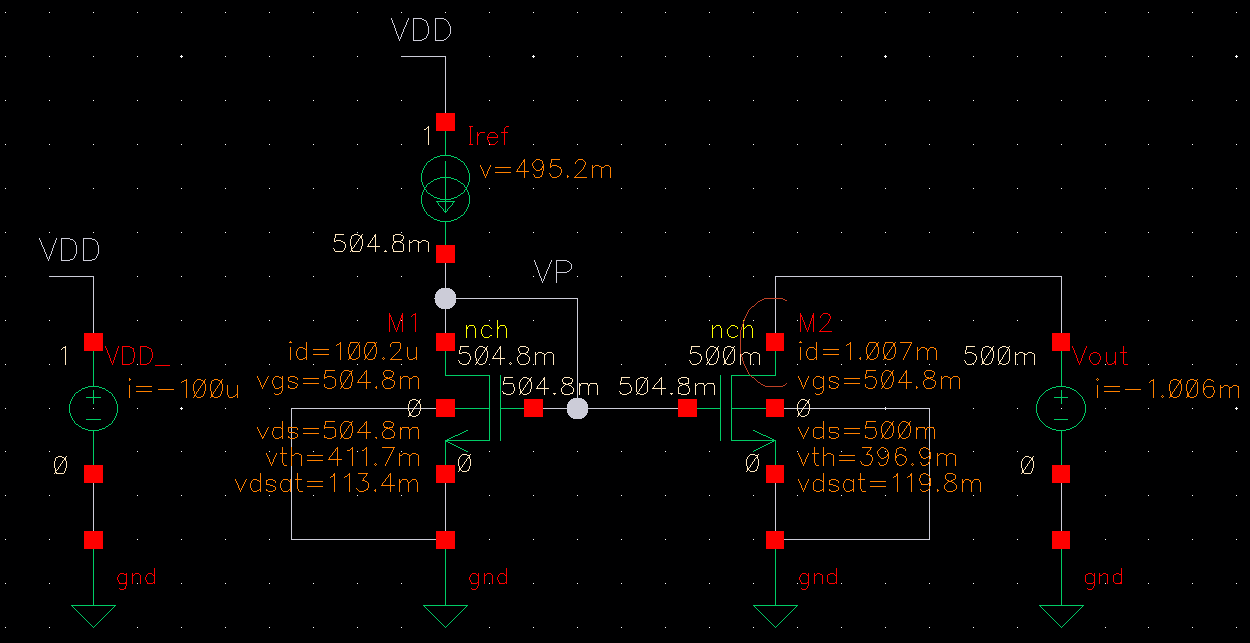 VDD
1
Iref
v=495.2m
504.8m
VDD
VP
M1
nch
nch
M2
1
VDD_
id=100.2u
504.8m
500m
id=1.007m
500m
Vout
i=-100u
vgs=504.8m
504.8m
504.8m
vgs=504.8m
i=-1.006m
0
0
vds=504.8m
vds=500m
0
vth=411.7m
0
0
vth=396.9m
0
vdsat=113.4m
vdsat=119.8m
gnd
gnd
gnd
gnd